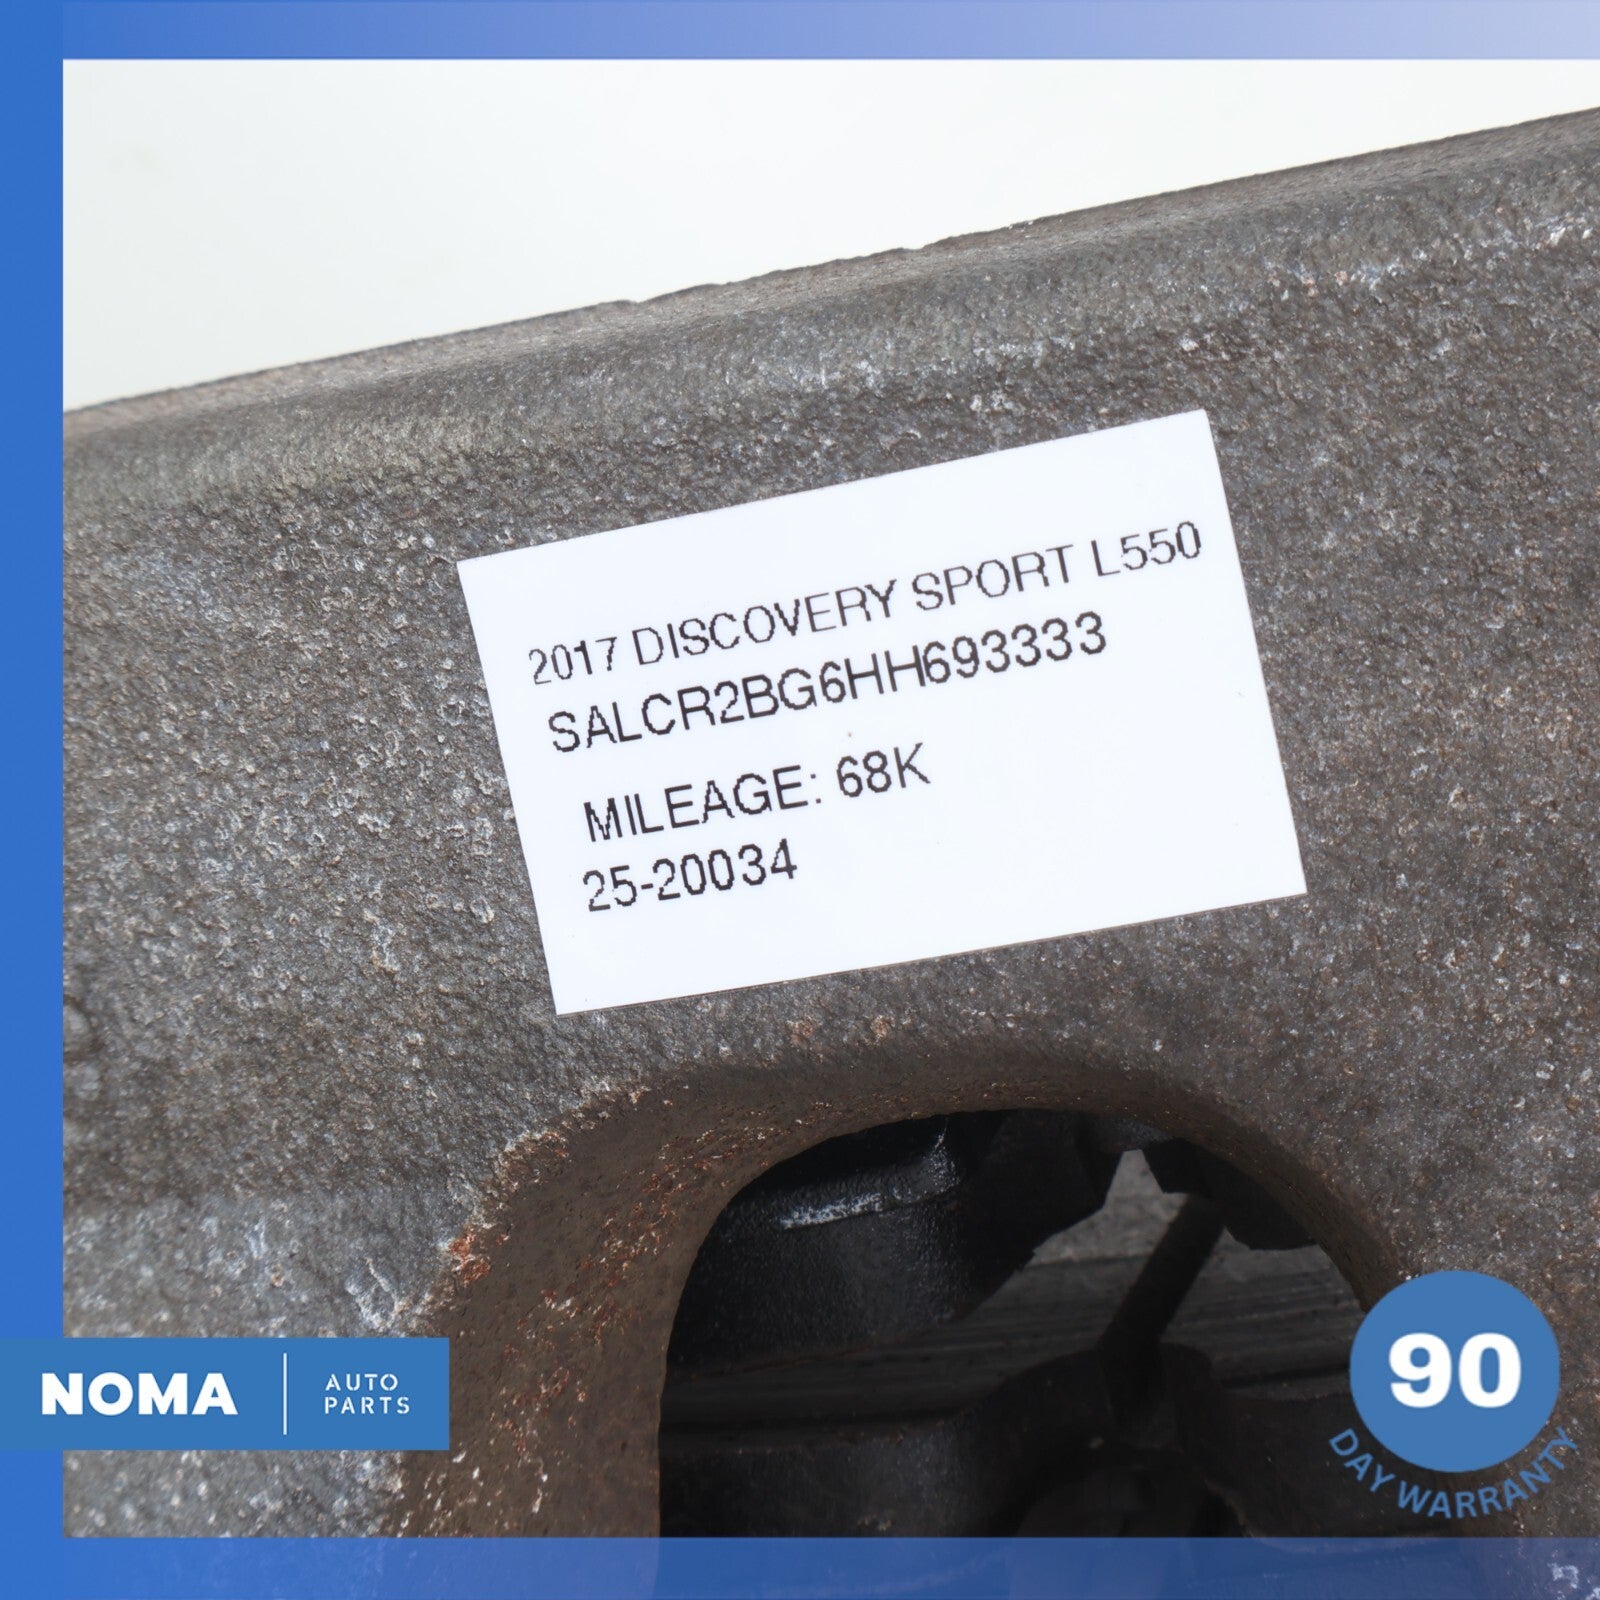 2017 DISCOVERY SPORT L550
SALCR2BG6HH693333
MILEAGE: 68K
25-20034
NOMA
AUTO
PARTS
90
DAY WARRANTY